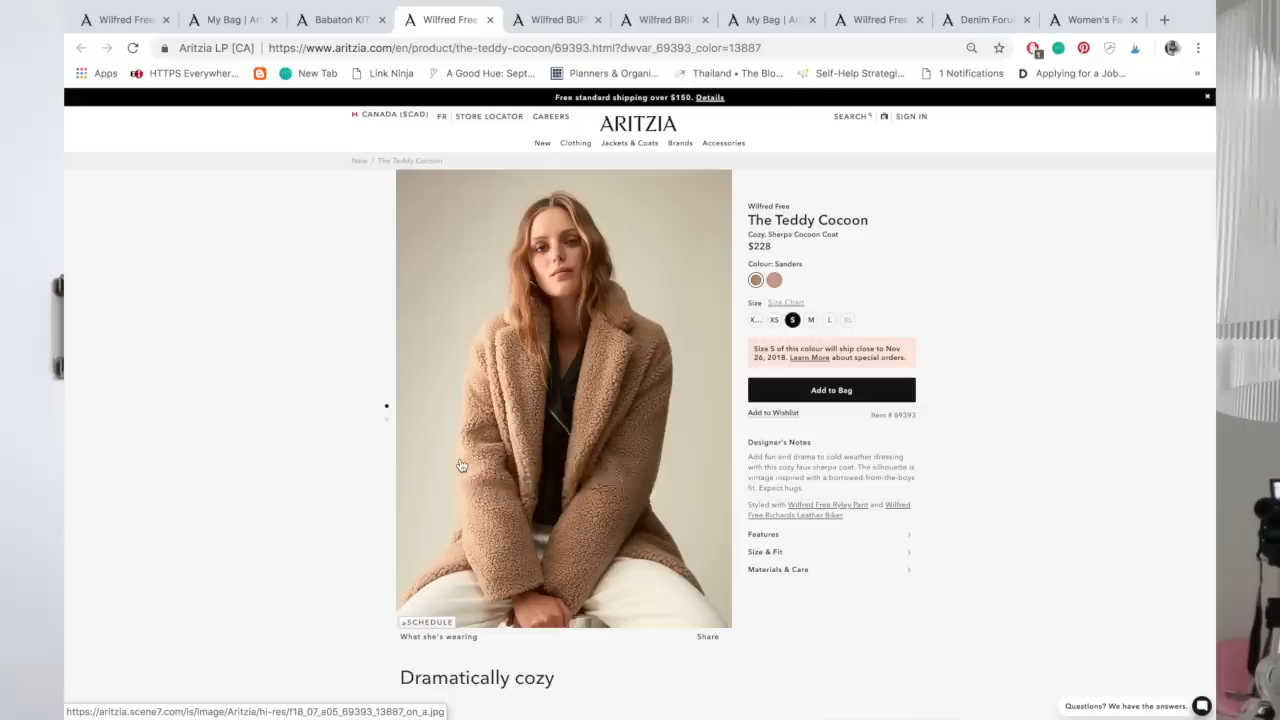 Wilfred Free
My Bag | Ari
Babaton KIT
Wilfred Free
Wilfred BUF
Wilfred BRI
My Bag | Ari
Wilfred Free
Denim Foru
Women's Fa
Aritzia LP [CA] | https://www.aritzia.com/en/product/the-teddy-cocoon/69393.html?dwvar_69393_color=13887
1
Apps
HTTPS Everywher...
New Tab
Link Ninja
A Good Hue: Sept...
Planners & Organi...
Thailand • The Blo...
Self-Help Strategi...
1 Notifications
Applying for a Job...
»
Free standard shipping over $150. Details
CANADA ($CAD) FR STORE LOCATOR CAREERS
ARITZIA
SEARCH SIGN IN
New Clothing Jackets & Coats Brands Accessories
New / The Teddy Cocoon
Wilfred Free
The Teddy Cocoon
Cozy, Sherpa Cocoon Coat
$228
Colour: Sanders
Size Size Chart
X... XS S M L XL
Size S of this colour will ship close to Nov
26, 2018. Learn More about special orders.
Add to Bag
Add to Wishlist Item # 69393
Designer's Notes
Add fun and drama to cold weather dressing
with this cozy faux sherpa coat. The silhouette is
vintage inspired with a borrowed-from-the-boys
fit. Expect hugs.
Styled with Wilfred Free Ryley Pant and Wilfred
Free Richards Leather Biker
Features
Size & Fit
Materials & Care
SCHEDULE
What she's wearing Share
Dramatically cozy
Questions? We have the answers.
https://aritzia.scene7.com/is/image/Aritzia/hi-res/f18_07_a05_69393_13887_on_a.jpg